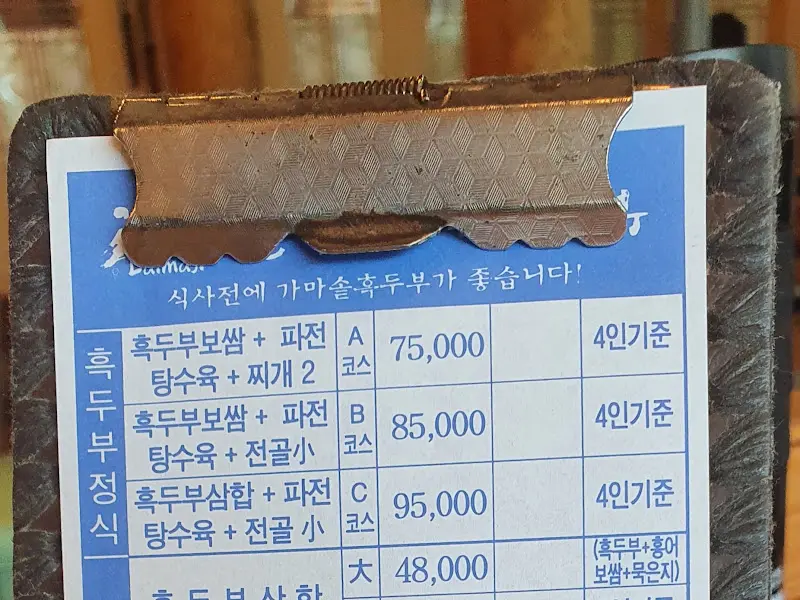 식사전에 가마솥흑두부가 좋습니다!
흑두부정식
흑두부보쌈 + 파전
탕수육 + 찌개 2
A
코스
75,000
4인기준
흑두부보쌈 + 파전
탕수육 + 전골小
B
코스
85,000
4인기준
흑두부삼합 + 파전
탕수육 + 전골 小
C
코스
95,000
4인기준
흑두부삼합
大
48,000
(흑두부+홍어
보쌈+묵은지)